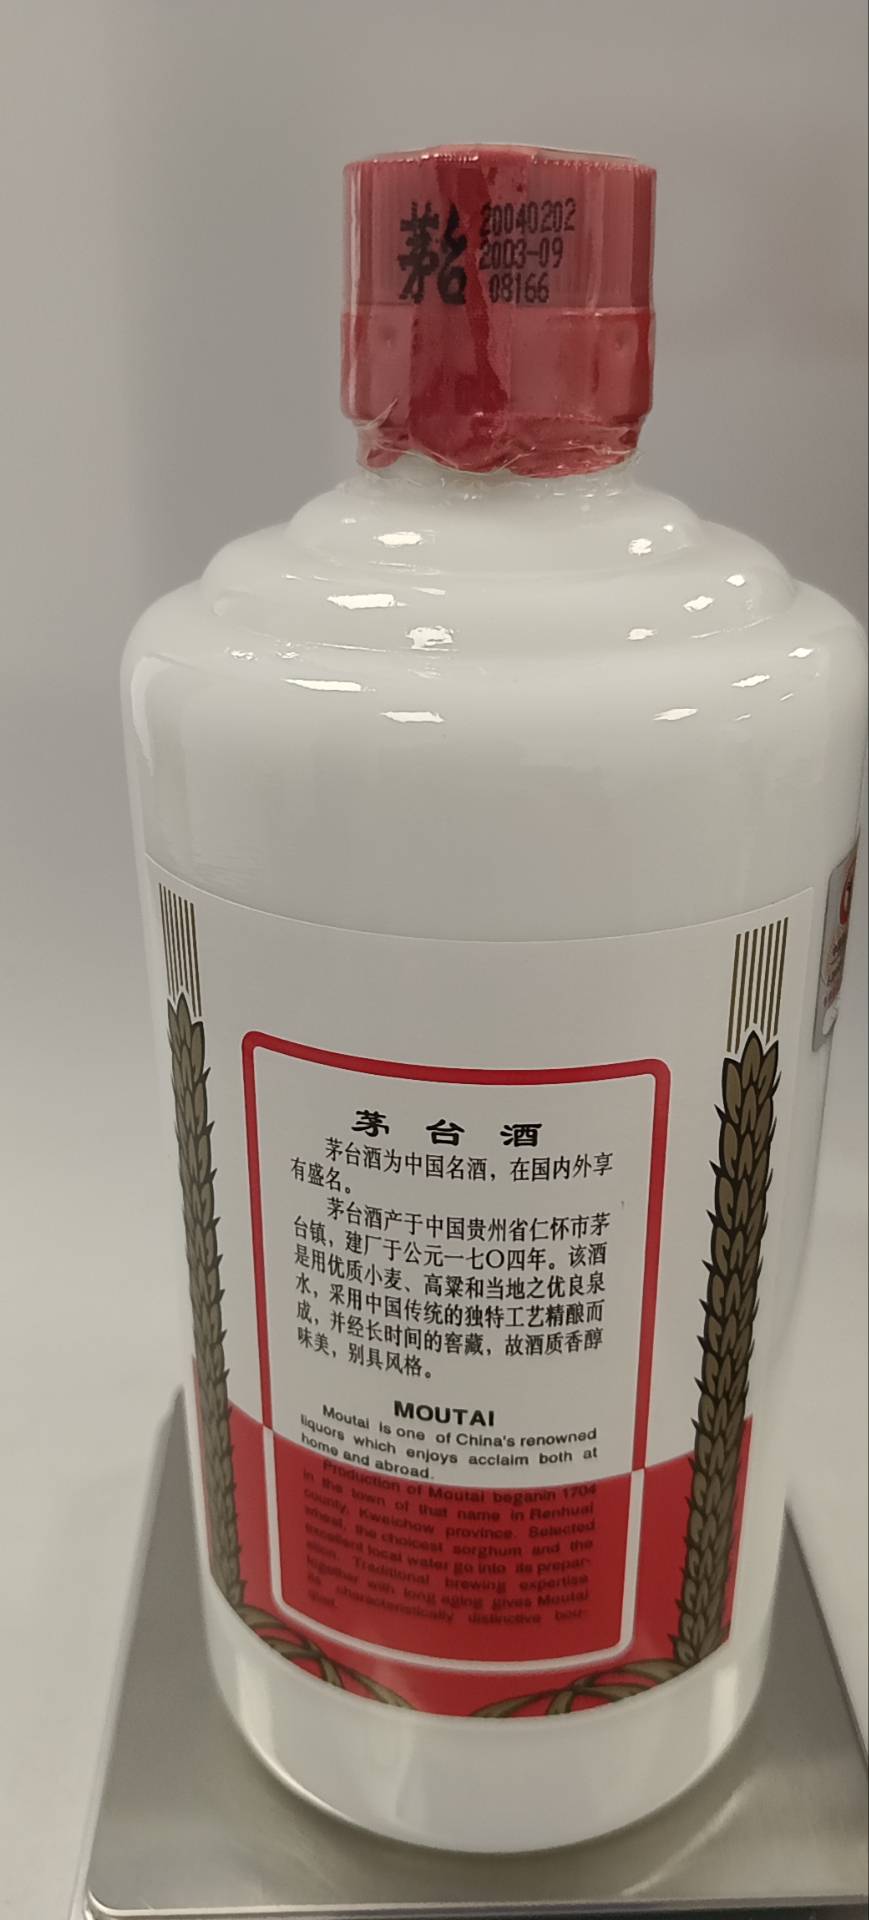 茅台
20040202
2003-09
08166
茅台酒
茅台酒为中国名酒，在国内外享
有盛名。
茅台酒产于中国贵州省仁怀市茅
台镇，建厂于公元一七〇四年。该酒
是用优质小麦、高粱和当地之优良泉
水，采用中国传统的独特工艺精酿而
成，并经长时间的窖藏，故酒质香醇
味美，别具风格。
MOUTAI
Moutai is one of China's renowned
liquors which enjoys acclaim both at
home and abroad.
Production of Moutai beganin 1704
in the town of that name in Renhuai
county, Kweichow province. Selected
wheat, the choicest sorghum and the
excellent local water go into its prepar-
ation. Traditional brewing expertise
together with long aging gives Moutai
its characteristically distinctive bou-
quet.